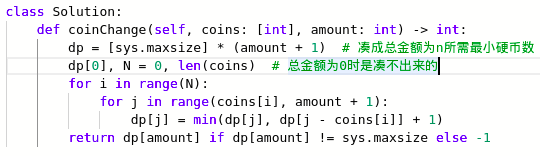 class Solution:
    def coinChange(self, coins: [int], amount: int) -> int:
        dp = [sys.maxsize] * (amount + 1)  # 凑成总金额为n所需最小硬币数
        dp[0], N = 0, len(coins)  # 总金额为0时是凑不出来的
        for i in range(N):
            for j in range(coins[i], amount + 1):
                dp[j] = min(dp[j], dp[j - coins[i]] + 1)
        return dp[amount] if dp[amount] != sys.maxsize else -1